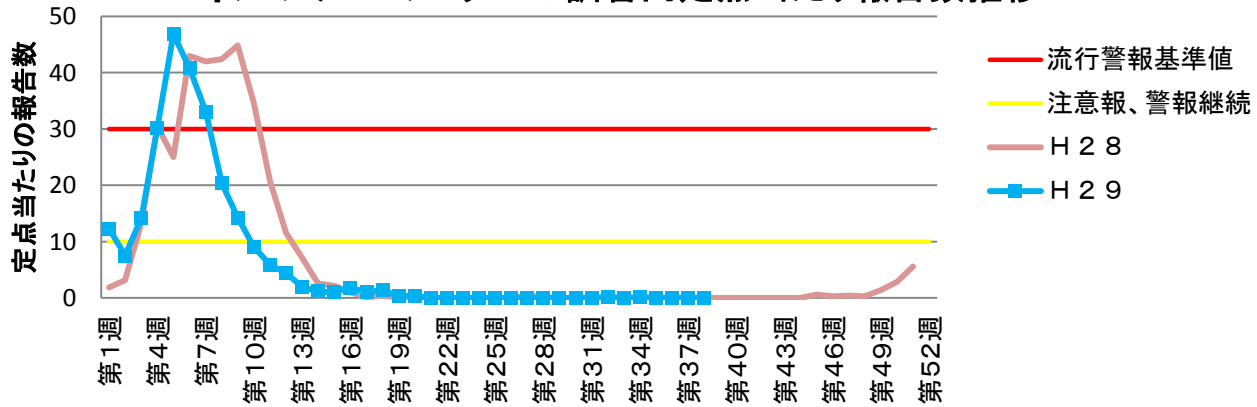 50
40
30
20
10
0
定点当たりの報告数
第1週
第4週
第7週
第10週
第13週
第16週
第19週
第22週
第25週
第28週
第31週
第34週
第37週
第40週
第43週
第46週
第49週
第52週
流行警報基準値
注意報、警報継続
Ｈ２８
Ｈ２９